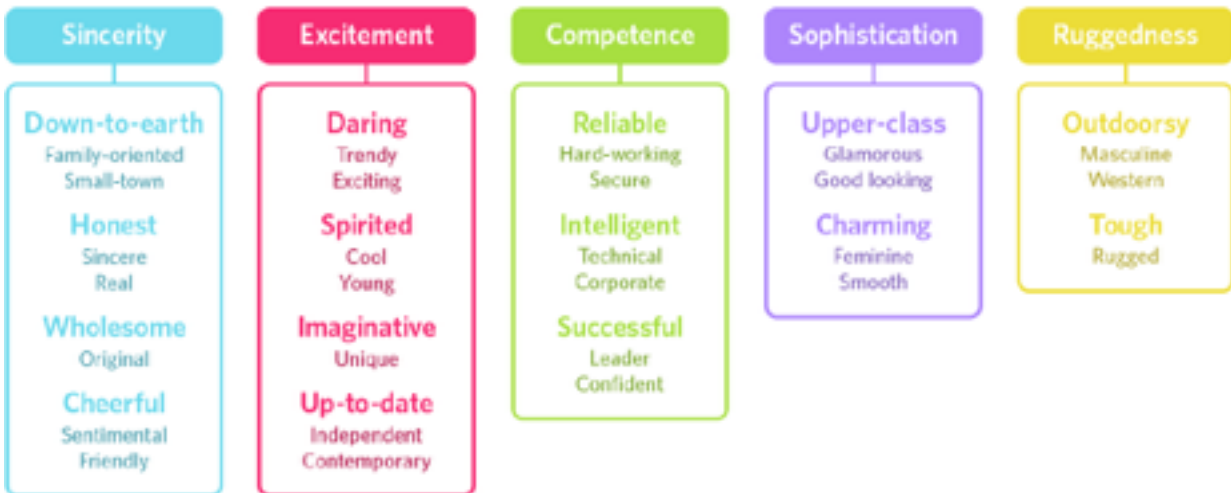 Sincerity
Down-to-earth
Family-oriented
Small-town
Honest
Sincere
Real
Wholesome
Original
Cheerful
Sentimental
Friendly
Excitement
Daring
Trendy
Exciting
Spirited
Cool
Young
Imaginative
Unique
Up-to-date
Independent
Contemporary
Competence
Reliable
Hard-working
Secure
Intelligent
Technical
Corporate
Successful
Leader
Confident
Sophistication
Upper-class
Glamorous
Good looking
Charming
Feminine
Smooth
Ruggedness
Outdoorsy
Masculine
Western
Tough
Rugged